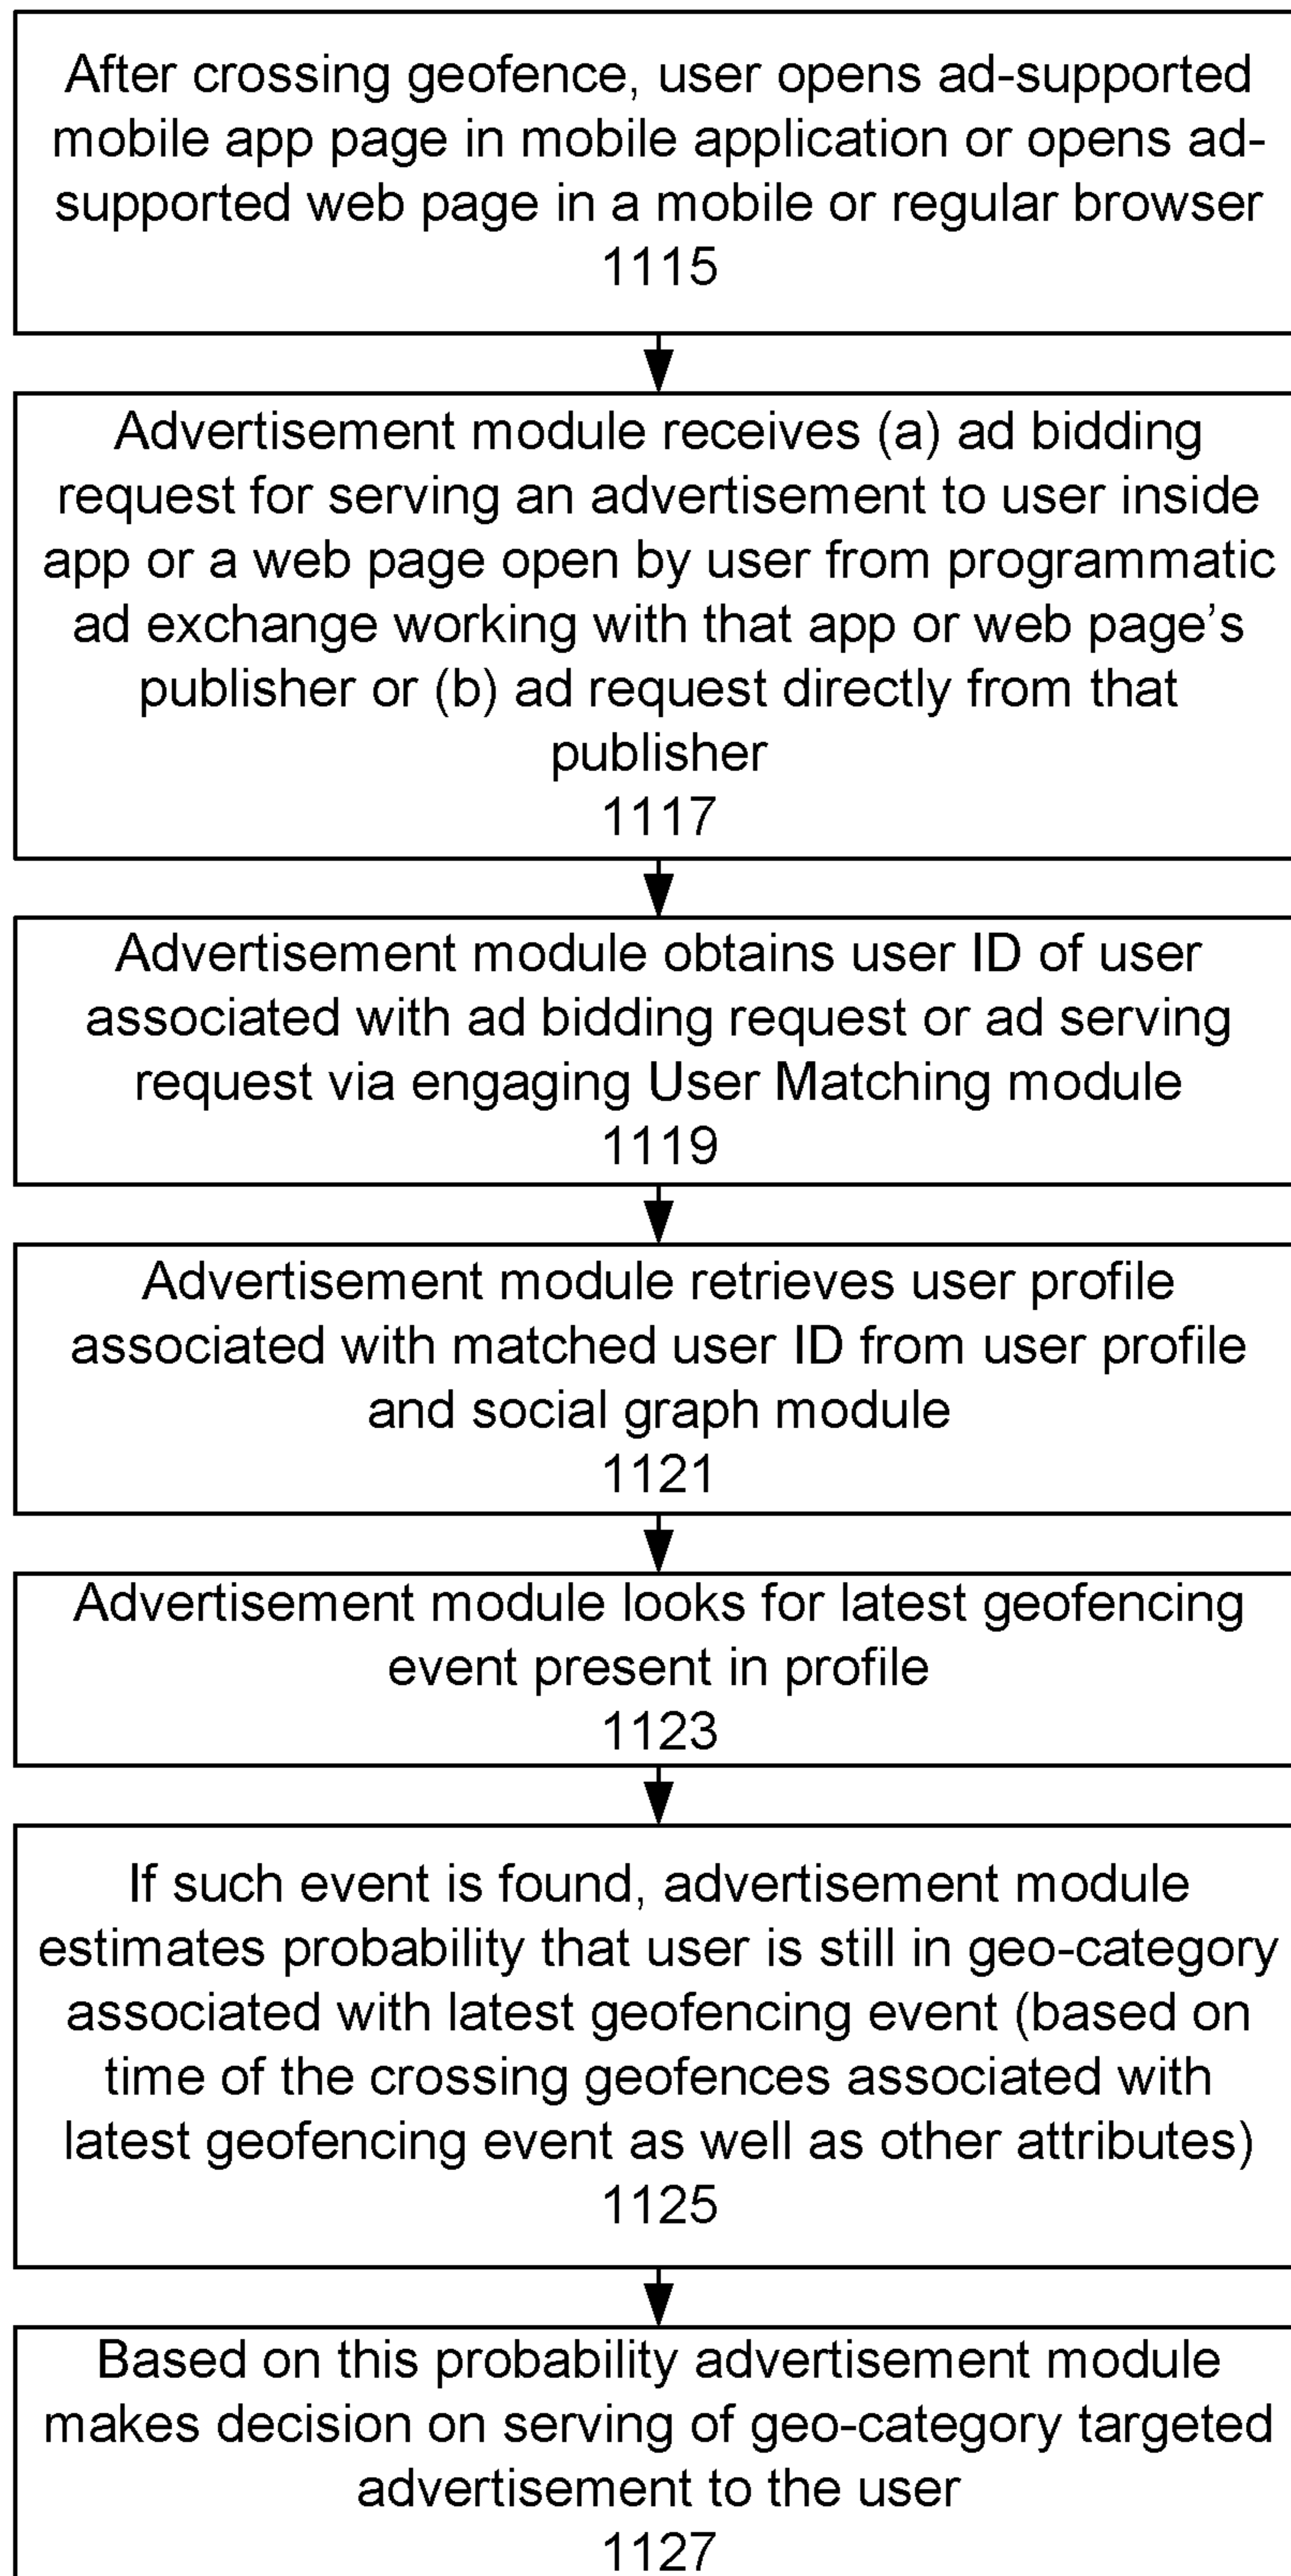 After crossing geofence, user opens ad-supported
mobile app page in mobile application or opens ad-
supported web page in a mobile or regular browser
1115
Advertisement module receives (a) ad bidding
request for serving an advertisement to user inside
app or a web page open by user from programmatic
ad exchange working with that app or web page's
publisher or (b) ad request directly from that
publisher
1117
Advertisement module obtains user ID of user
associated with ad bidding request or ad serving
request via engaging User Matching module
1119
Advertisement module retrieves user profile
associated with matched user ID from user profile
and social graph module
1121
Advertisement module looks for latest geofencing
event present in profile
1123
If such event is found, advertisement module
estimates probability that user is still in geo-category
associated with latest geofencing event (based on
time of the crossing geofences associated with
latest geofencing event as well as other attributes)
1125
Based on this probability advertisement module
makes decision on serving of geo-category targeted
advertisement to the user
1127